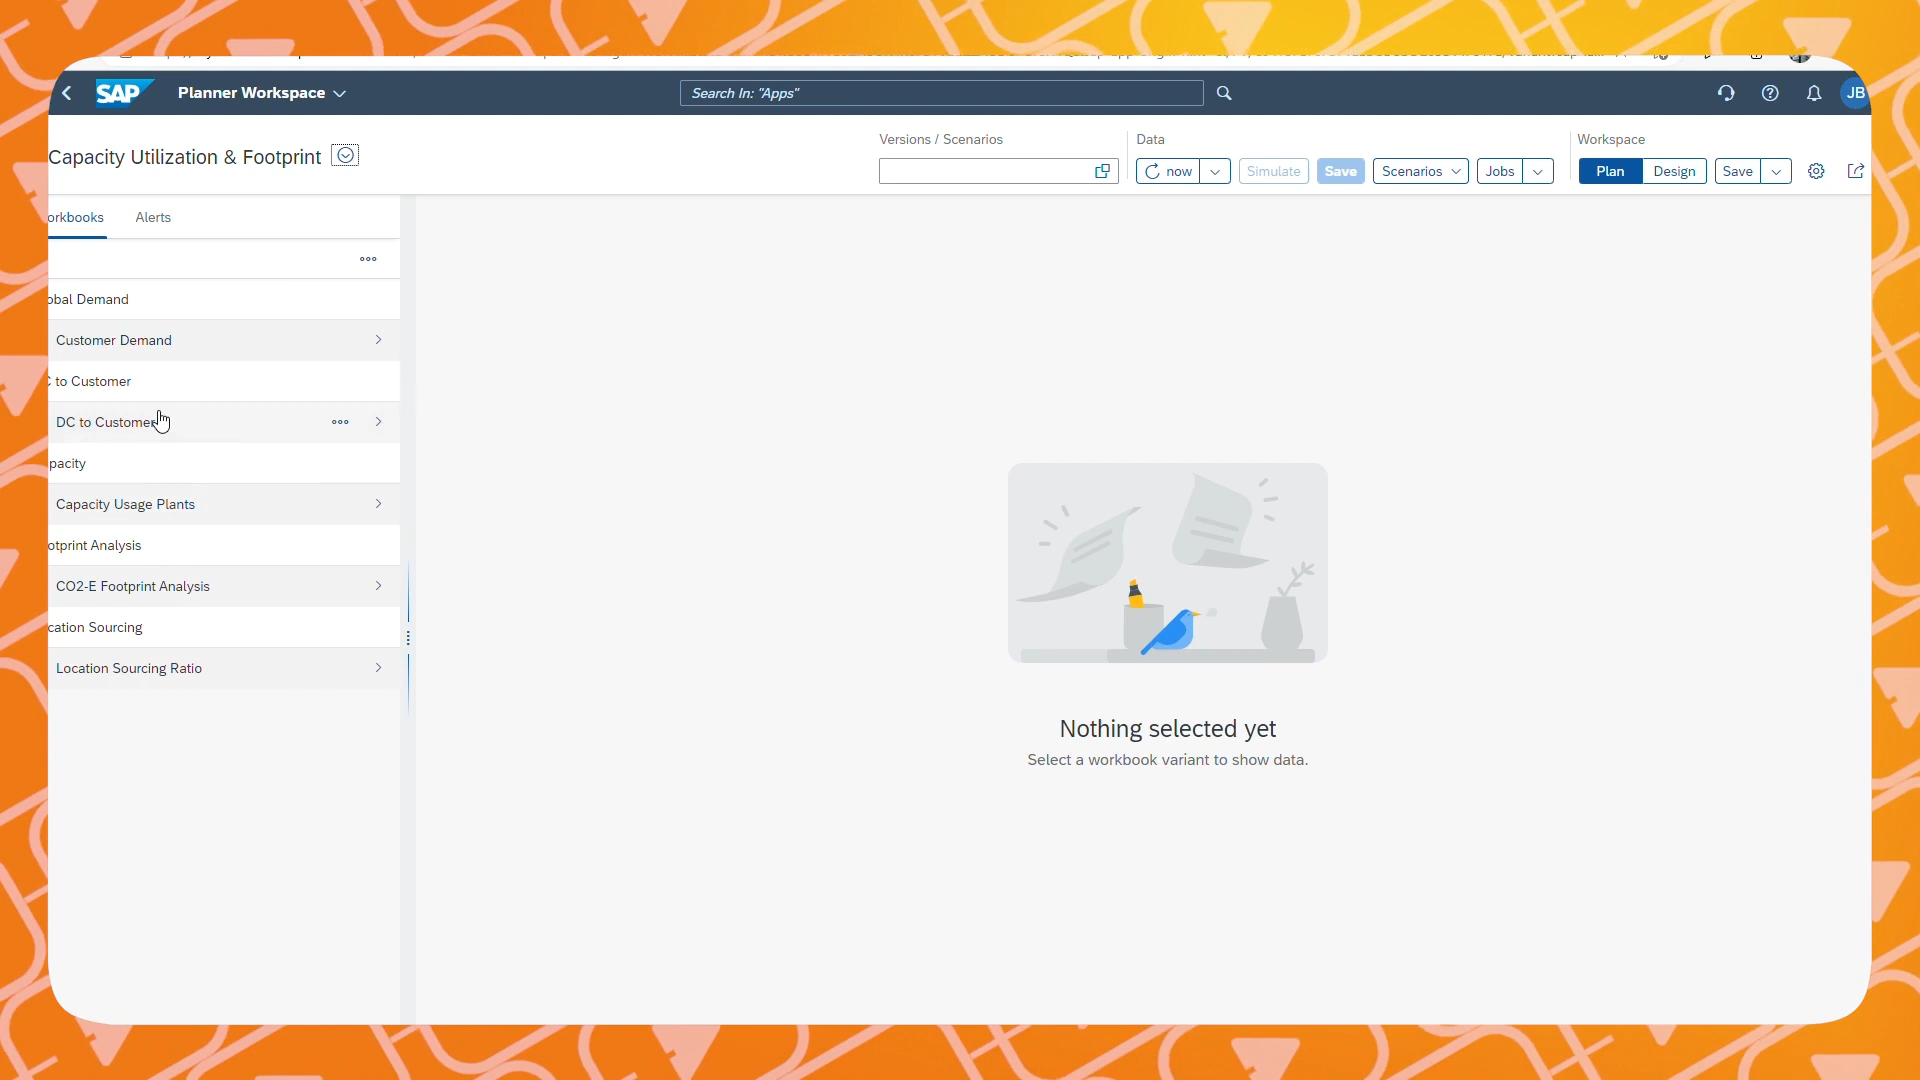 SAP
Planner Workspace
Search In: "Apps"
JB
Capacity Utilization & Footprint
Versions / Scenarios
Data
Workspace
now
Simulate
Save
Scenarios
Jobs
Plan
Design
Save
orkbooks
Alerts
obal Demand
Customer Demand
to Customer
DC to Customer
pacity
Capacity Usage Plants
otprint Analysis
CO2-E Footprint Analysis
cation Sourcing
Location Sourcing Ratio
Nothing selected yet
Select a workbook variant to show data.